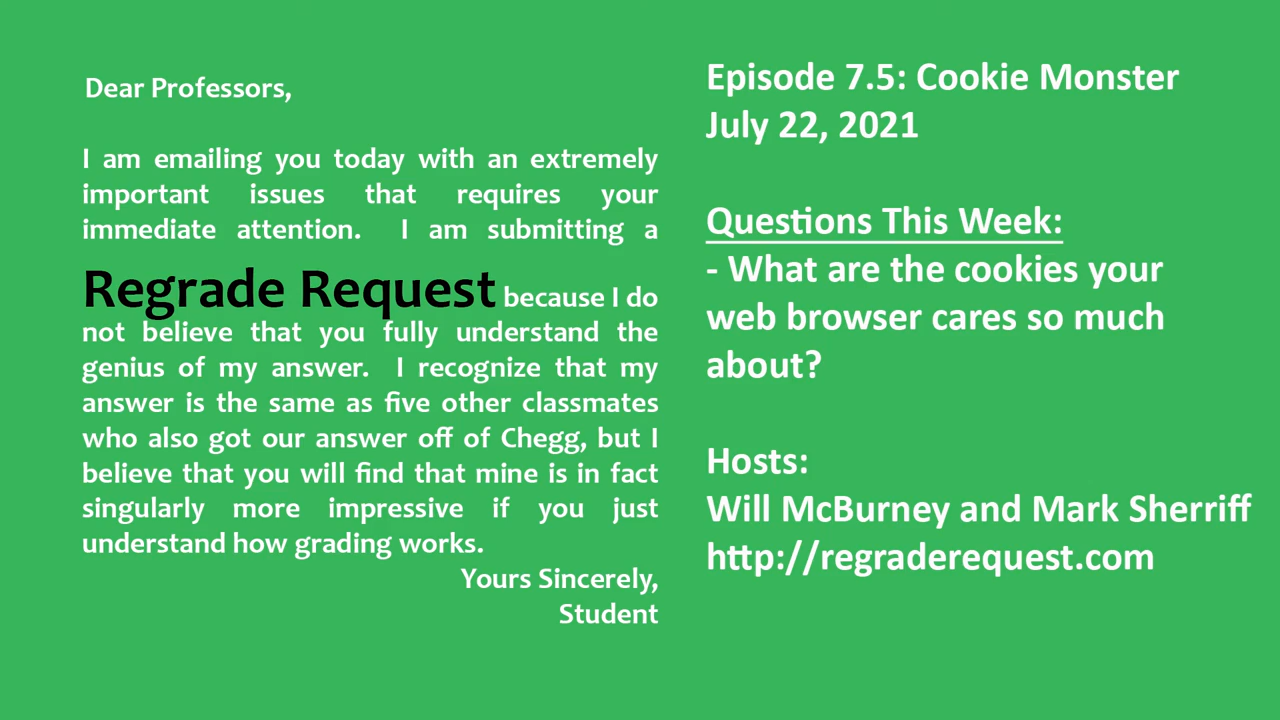 Dear Professors,
I am emailing you today with an extremely
important issues that requires your
immediate attention. I am submitting a
Regrade Request because I do
not believe that you fully understand the
genius of my answer. I recognize that my
answer is the same as five other classmates
who also got our answer off of Chegg, but I
believe that you will find that mine is in fact
singularly more impressive if you just
understand how grading works.
Yours Sincerely,
Student
Episode 7.5: Cookie Monster
July 22, 2021
Questions This Week:
- What are the cookies your
web browser cares so much
about?
Hosts:
Will McBurney and Mark Sherriff
http://regraderequest.com